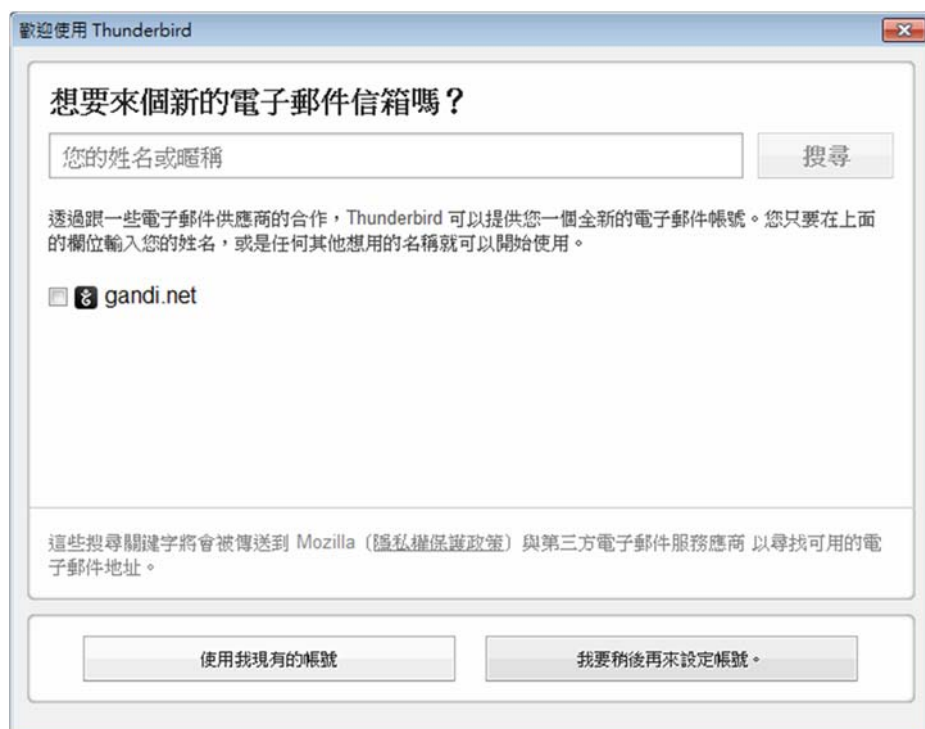 歡迎使用 Thunderbird
想要來個新的電子郵件信箱嗎？
您的姓名或暱稱
搜尋
透過跟一些電子郵件供應商的合作，Thunderbird 可以提供您一個全新的電子郵件帳號。您只要在上面
的欄位輸入您的姓名，或是任何其他想用的名稱就可以開始使用。
gandi.net
這些搜尋關鍵字將會被傳送到 Mozilla（隱私權保護政策）與第三方電子郵件服務應商 以尋找可用的電
子郵件地址。
使用我現有的帳號
我要稍後再來設定帳號。